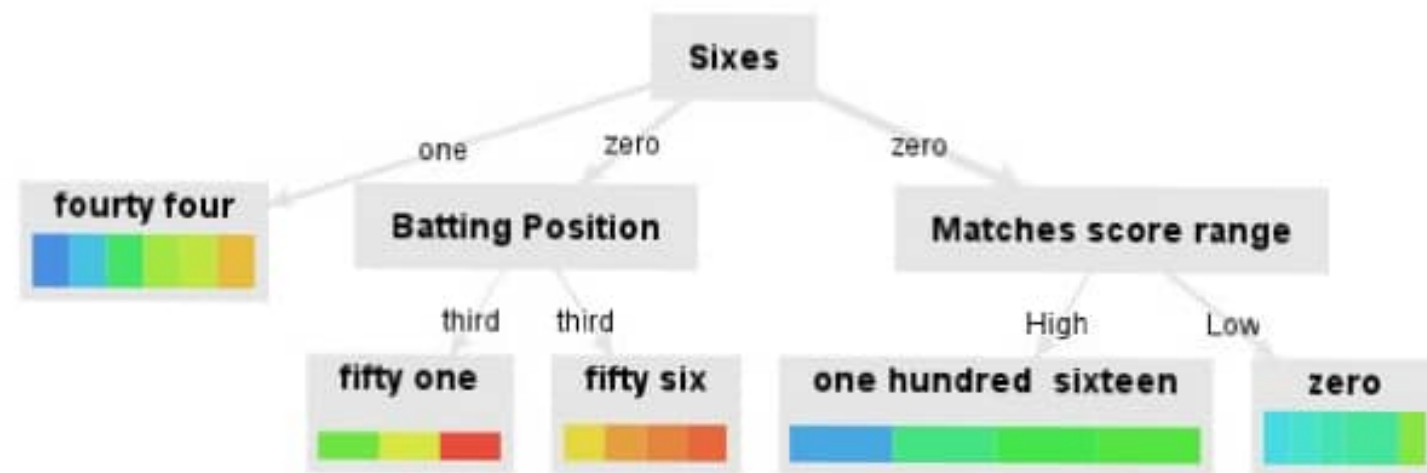 Sixes
one
zero
zero
fourty four
Batting Position
Matches score range
third
third
High
Low
fifty one
fifty six
one hundred sixteen
zero